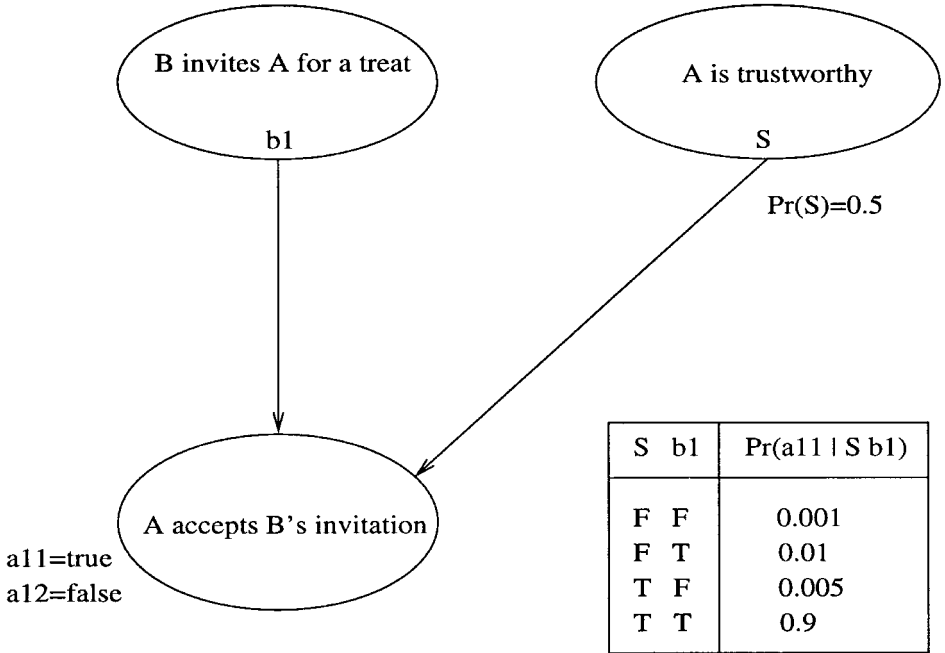 B invites A for a treat
b1
A is trustworthy
S
Pr(S)=0.5
A accepts B's invitation
a11=true
a12=false
S b1 Pr(a11 | S b1)
F F 0.001
F T 0.01
T F 0.005
T T 0.9